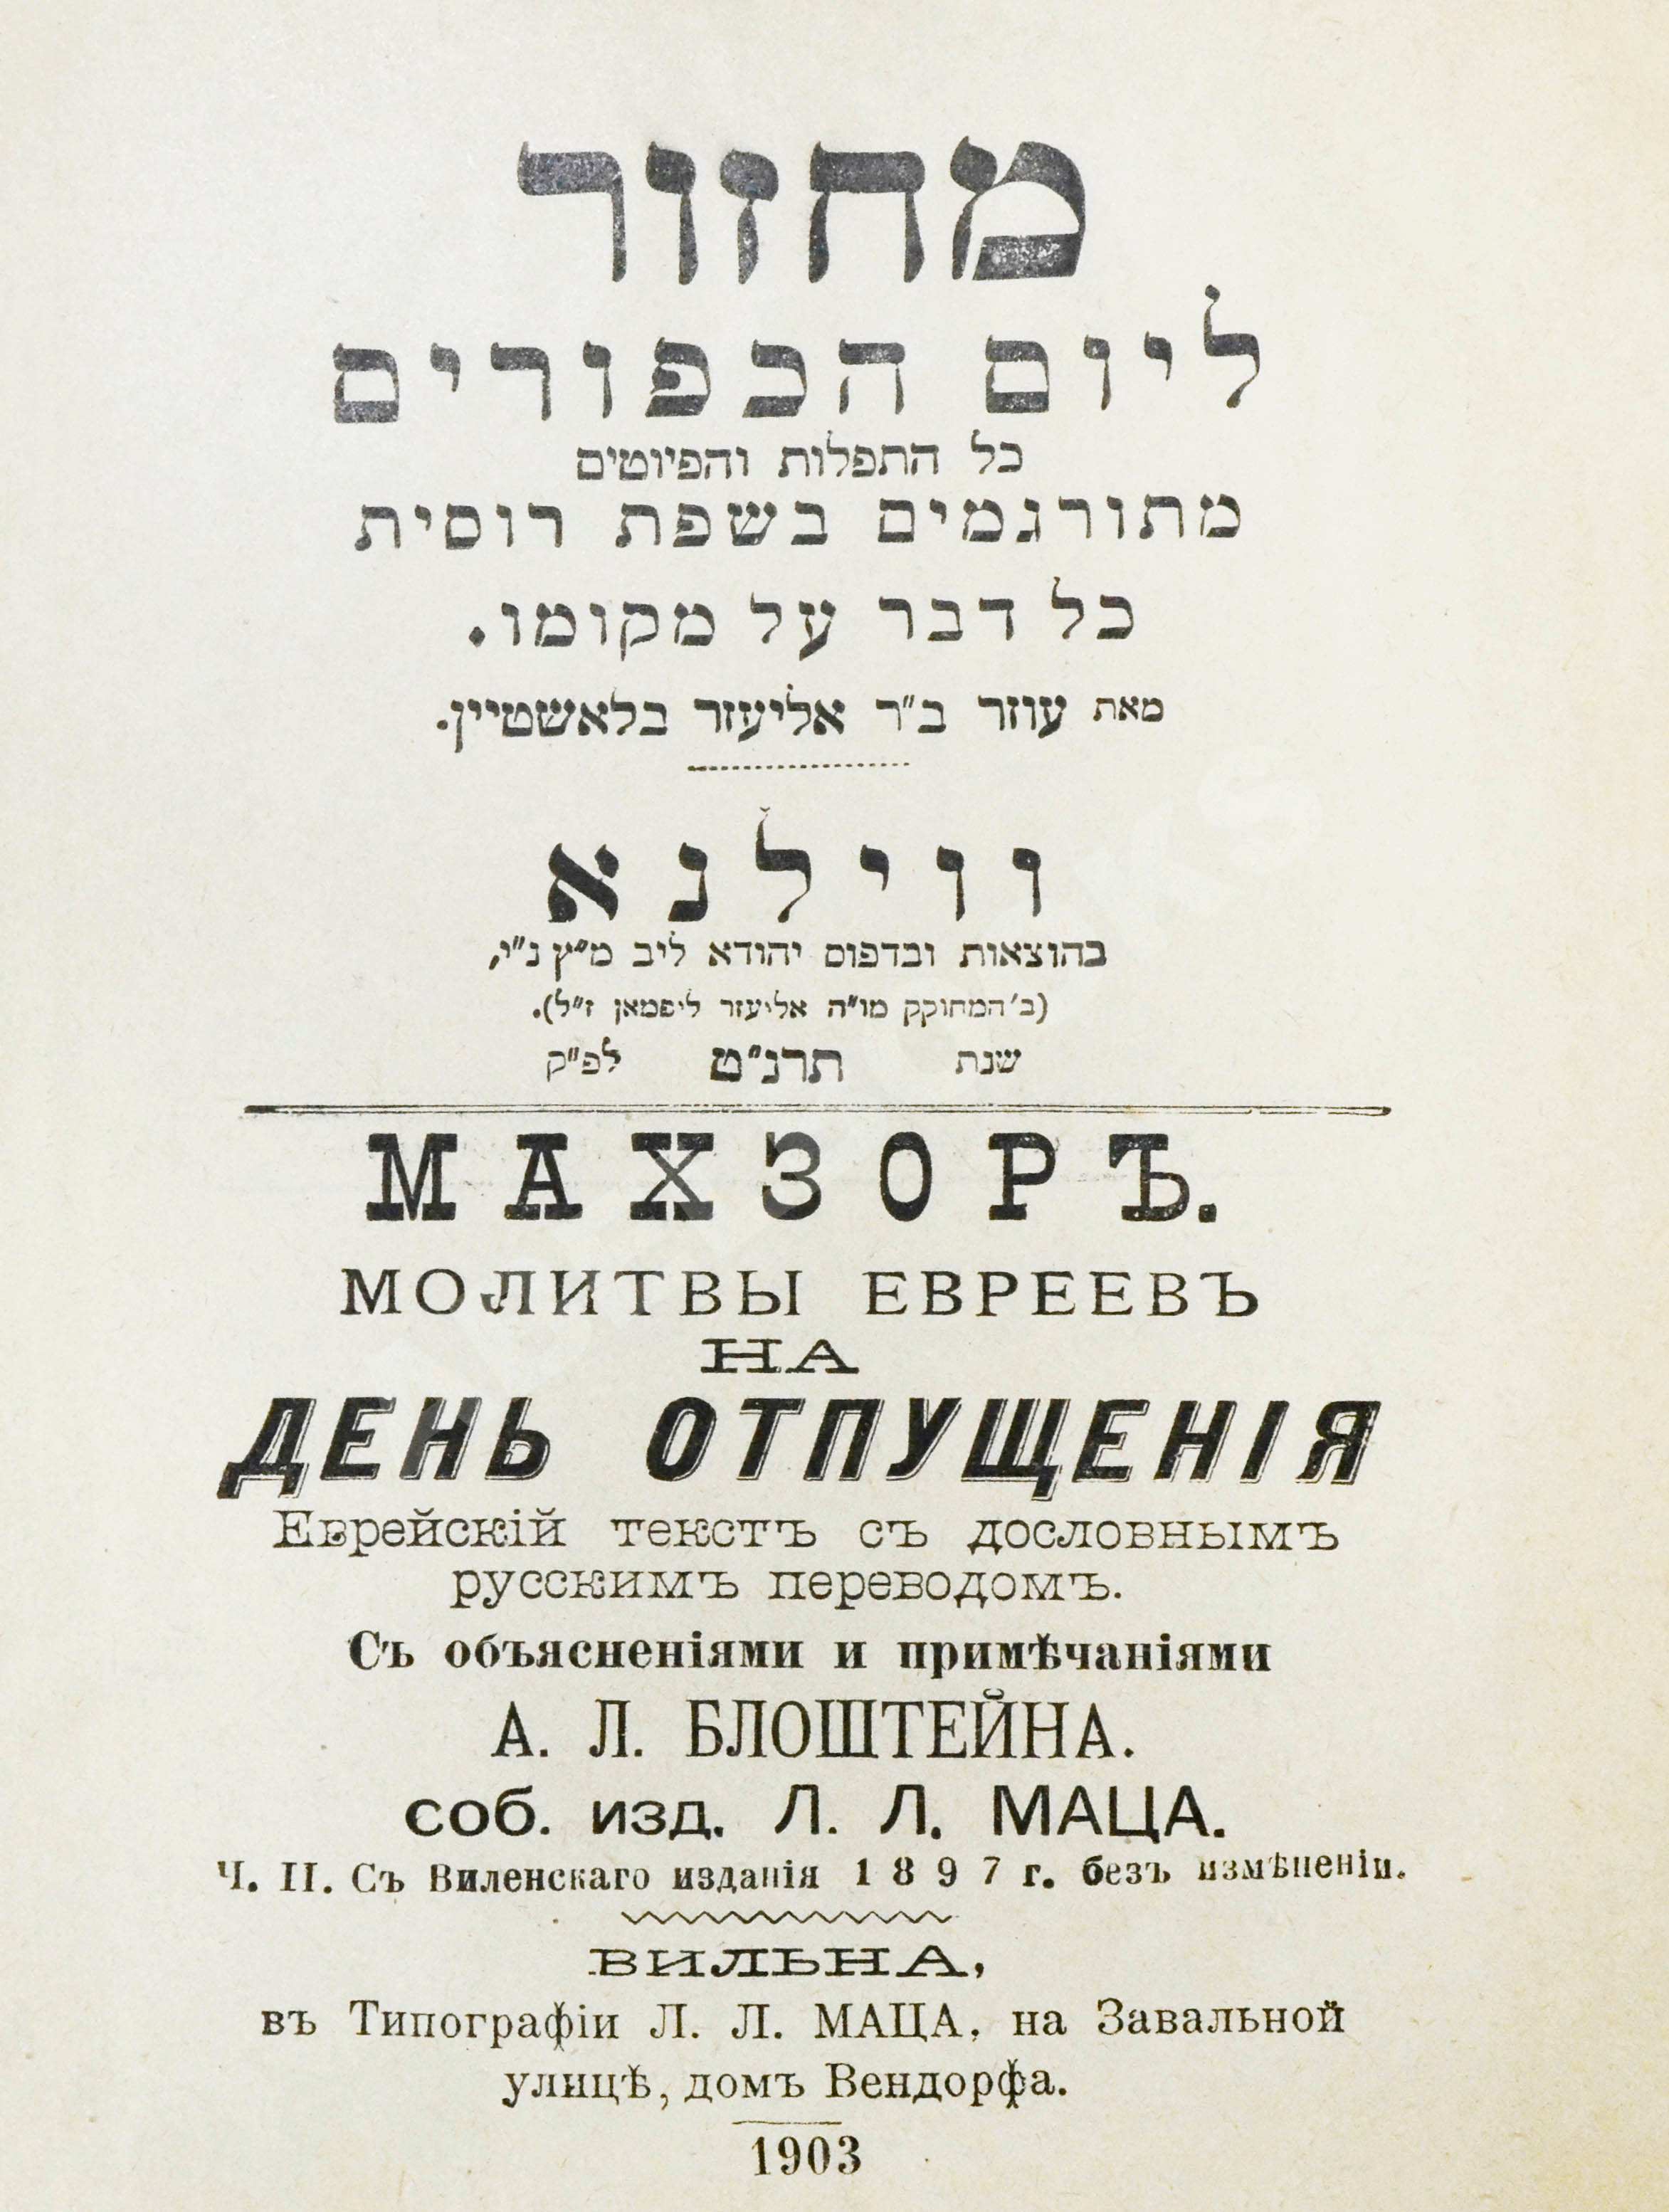 מחזור
ליום הכפורים
כל התפלות והפיוטים
מתורגמים בשפת רוסית
כל דבר על מקומו.
מאת עוזר ב״ר אליעזר בלאשטיין.
ווילנא
בהוצאות ובדפוס יהודא ליב מ״ץ נ״י,
(ב׳המחוקק מו״ה אליעזר ליפמאן ז״ל).
שנת תרנ״ט לפ״ק
МАХЗОРЪ.
МОЛИТВЫ ЕВРЕЕВЪ
НА
ДЕНЬ ОТПУЩЕНІЯ
Еврейскій текстъ съ дословнымъ
русскимъ переводомъ.
Съ объясненіями и примѣчаніями
А. Л. БЛОШТЕЙНА.
соб. изд. Л. Л. МАЦА.
Ч. II. Съ Виленскаго изданія 1897 г. безъ измѣненій.
ВИЛЬНА,
въ Типографіи Л. Л. МАЦА, на Завальной
улицѣ, домъ Вендорфа.
1903